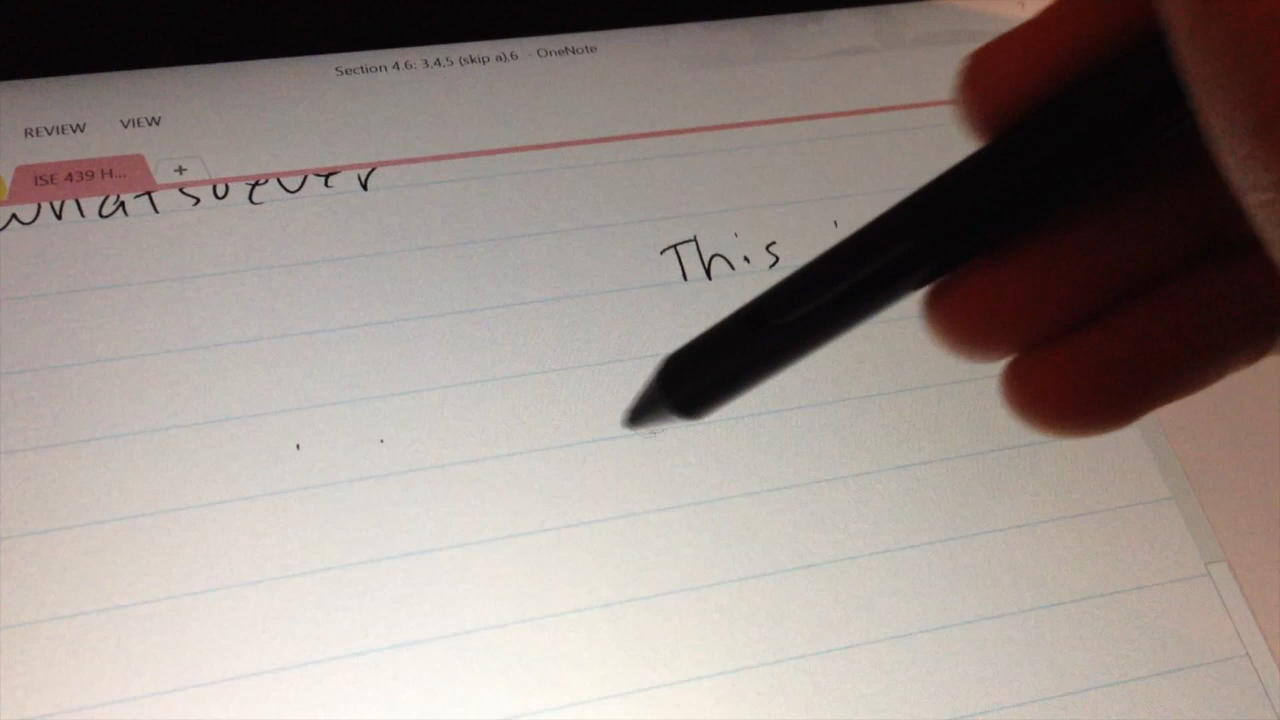 Section 4.6: 3,4,5 (skip a),6 - OneNote
REVIEW VIEW
ISE 439 H... +
whatsoever
This